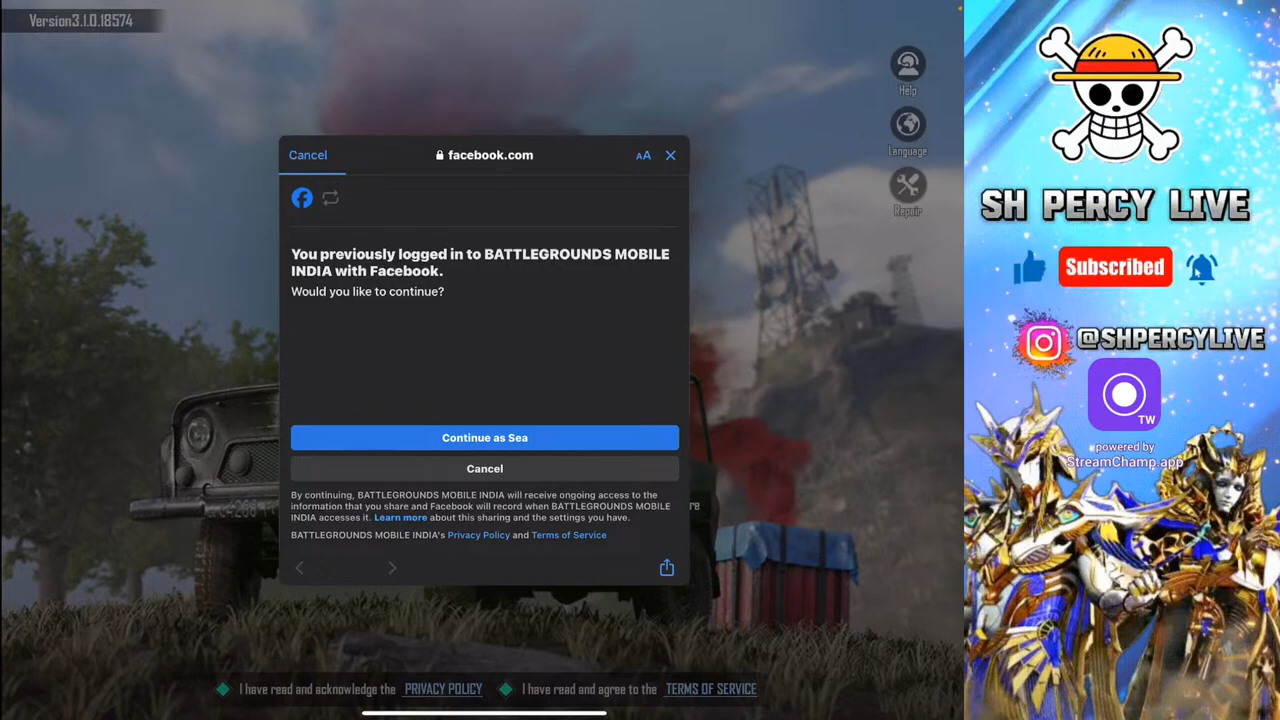 Version3.1.0.18574
Help
Language
Repair
Cancel
facebook.com
AA
You previously logged in to BATTLEGROUNDS MOBILE
INDIA with Facebook.
Would you like to continue?
Continue as Sea
Cancel
By continuing, BATTLEGROUNDS MOBILE INDIA will receive ongoing access to the
information that you share and Facebook will record when BATTLEGROUNDS MOBILE
INDIA accesses it. Learn more about this sharing and the settings you have.
BATTLEGROUNDS MOBILE INDIA's Privacy Policy and Terms of Service
I have read and acknowledge the PRIVACY POLICY
I have read and agree to the TERMS OF SERVICE
SH PERCY LIVE
Subscribed
@SHPERCYLIVE
TW
powered by
StreamChamp.app